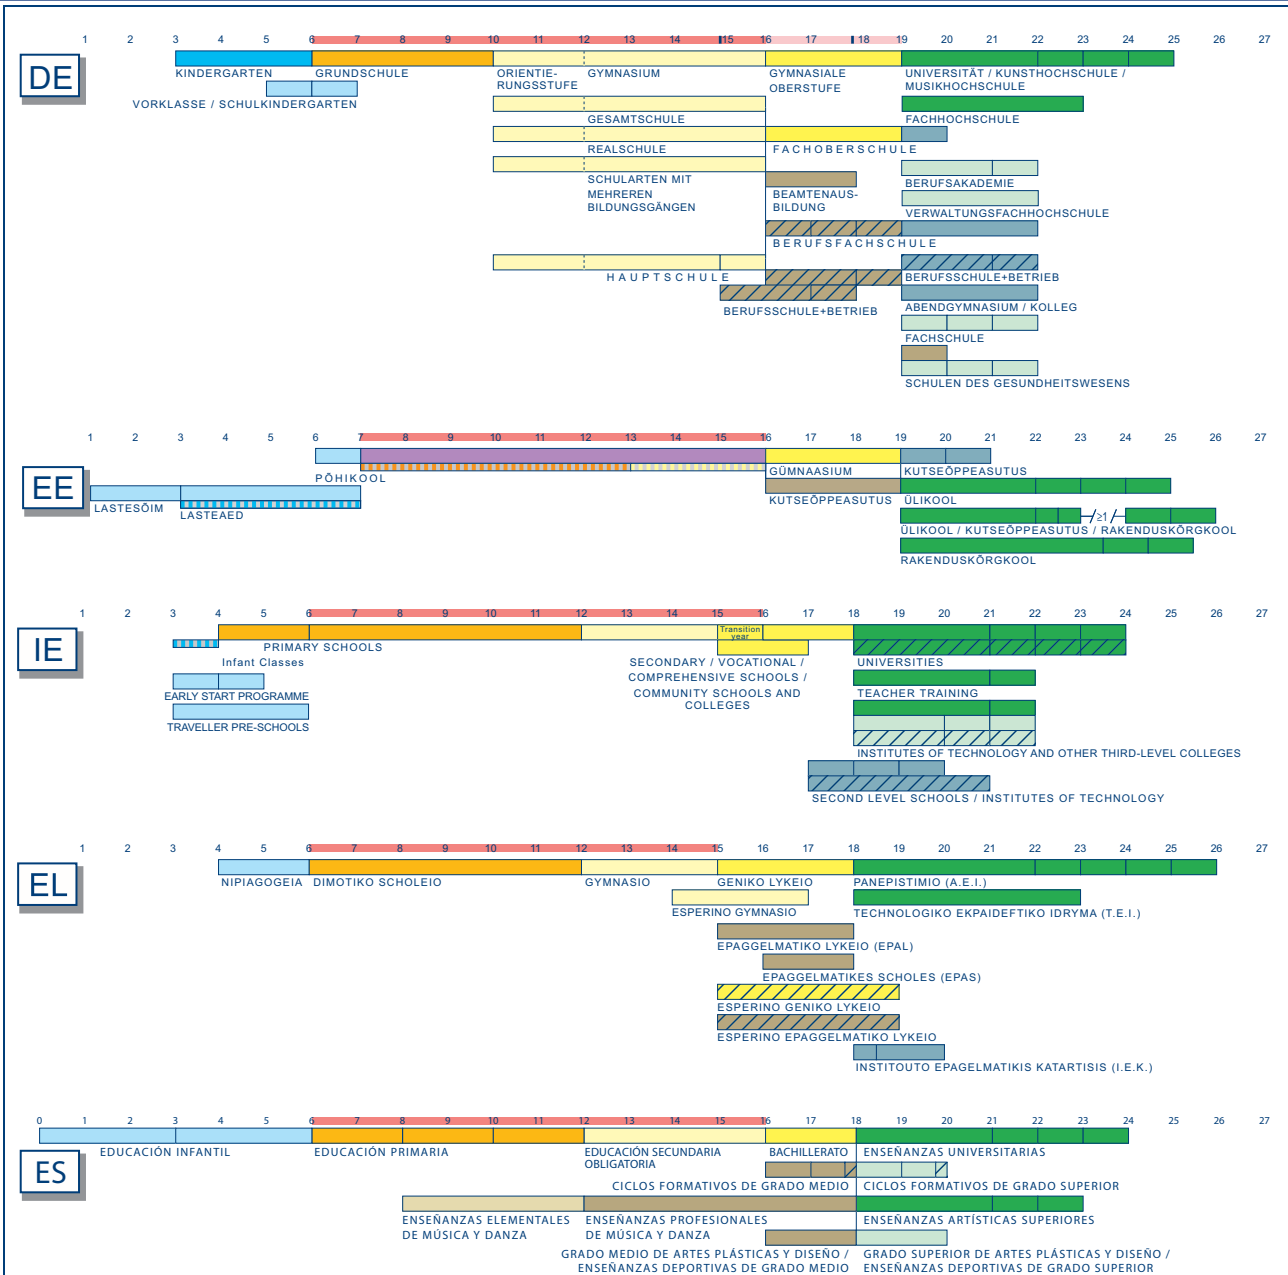 1 2 3 4 5 6 7 8 9 10 11 12 13 14 15 16 17 18 19 20 21 22 23 24 25 26 27
DE
KINDERGARTEN GRUNDSCHULE ORIENTIE- GYMNASIUM GYMNASIALE UNIVERSITÄT / KUNSTHOCHSCHULE /
RUNGSSTUFE OBERSTUFE MUSIKHOCHSCHULE
VORKLASSE / SCHULKINDERGARTEN
GESAMTSCHULE FACHHOCHSCHULE
REALSCHULE FACHOBERSCHULE
SCHULARTEN MIT BERUFSAKADEMIE
MEHREREN BEAMTENAUS-
BILDUNGSGÄNGEN BILDUNG VERWALTUNGSFACHHOCHSCHULE
BERUFSFACHSCHULE
HAUPTSCHULE BERUFSSCHULE+BETRIEB
BERUFSSCHULE+BETRIEB ABENDGYMNASIUM / KOLLEG
FACHSCHULE
SCHULEN DES GESUNDHEITSWESENS
1 2 3 4 5 6 7 8 9 10 11 12 13 14 15 16 17 18 19 20 21 22 23 24 25 26 27
EE
PÕHIKOOL GÜMNAASIUM KUTSEÕPPEASUTUS
LASTESÕIM LASTEAED KUTSEÕPPEASUTUS ÜLIKOOL
≥1
ÜLIKOOL / KUTSEÕPPEASUTUS / RAKENDUSKÕRGKOOL
RAKENDUSKÕRGKOOL
1 2 3 4 5 6 7 8 9 10 11 12 13 14 15 16 17 18 19 20 21 22 23 24 25 26 27
IE
Transition
year
PRIMARY SCHOOLS
Infant Classes
SECONDARY / VOCATIONAL / UNIVERSITIES
COMPREHENSIVE SCHOOLS /
COMMUNITY SCHOOLS AND
COLLEGES
EARLY START PROGRAMME TEACHER TRAINING
TRAVELLER PRE-SCHOOLS
INSTITUTES OF TECHNOLOGY AND OTHER THIRD-LEVEL COLLEGES
SECOND LEVEL SCHOOLS / INSTITUTES OF TECHNOLOGY
1 2 3 4 5 6 7 8 9 10 11 12 13 14 15 16 17 18 19 20 21 22 23 24 25 26 27
EL
NIPIAGOGEIA DIMOTIKO SCHOLEIO GYMNASIO GENIKO LYKEIO PANEPISTIMIO (A.E.I.)
ESPERINO GYMNASIO TECHNOLOGIKO EKPAIDEFTIKO IDRYMA (T.E.I.)
EPAGGELMATIKO LYKEIO (EPAL)
EPAGGELMATIKES SCHOLES (EPAS)
ESPERINO GENIKO LYKEIO
ESPERINO EPAGGELMATIKO LYKEIO
INSTITOUTO EPAGELMATIKIS KATARTISIS (I.E.K.)
0 1 2 3 4 5 6 7 8 9 10 11 12 13 14 15 16 17 18 19 20 21 22 23 24 25 26 27
ES
EDUCACIÓN INFANTIL EDUCACIÓN PRIMARIA EDUCACIÓN SECUNDARIA BACHILLERATO ENSEÑANZAS UNIVERSITARIAS
OBLIGATORIA
CICLOS FORMATIVOS DE GRADO MEDIO CICLOS FORMATIVOS DE GRADO SUPERIOR
ENSEÑANZAS ELEMENTALES ENSEÑANZAS PROFESIONALES ENSEÑANZAS ARTÍSTICAS SUPERIORES
DE MÚSICA Y DANZA DE MÚSICA Y DANZA
GRADO MEDIO DE ARTES PLÁSTICAS Y DISEÑO / GRADO SUPERIOR DE ARTES PLÁSTICAS Y DISEÑO /
ENSEÑANZAS DEPORTIVAS DE GRADO MEDIO ENSEÑANZAS DEPORTIVAS DE GRADO SUPERIOR